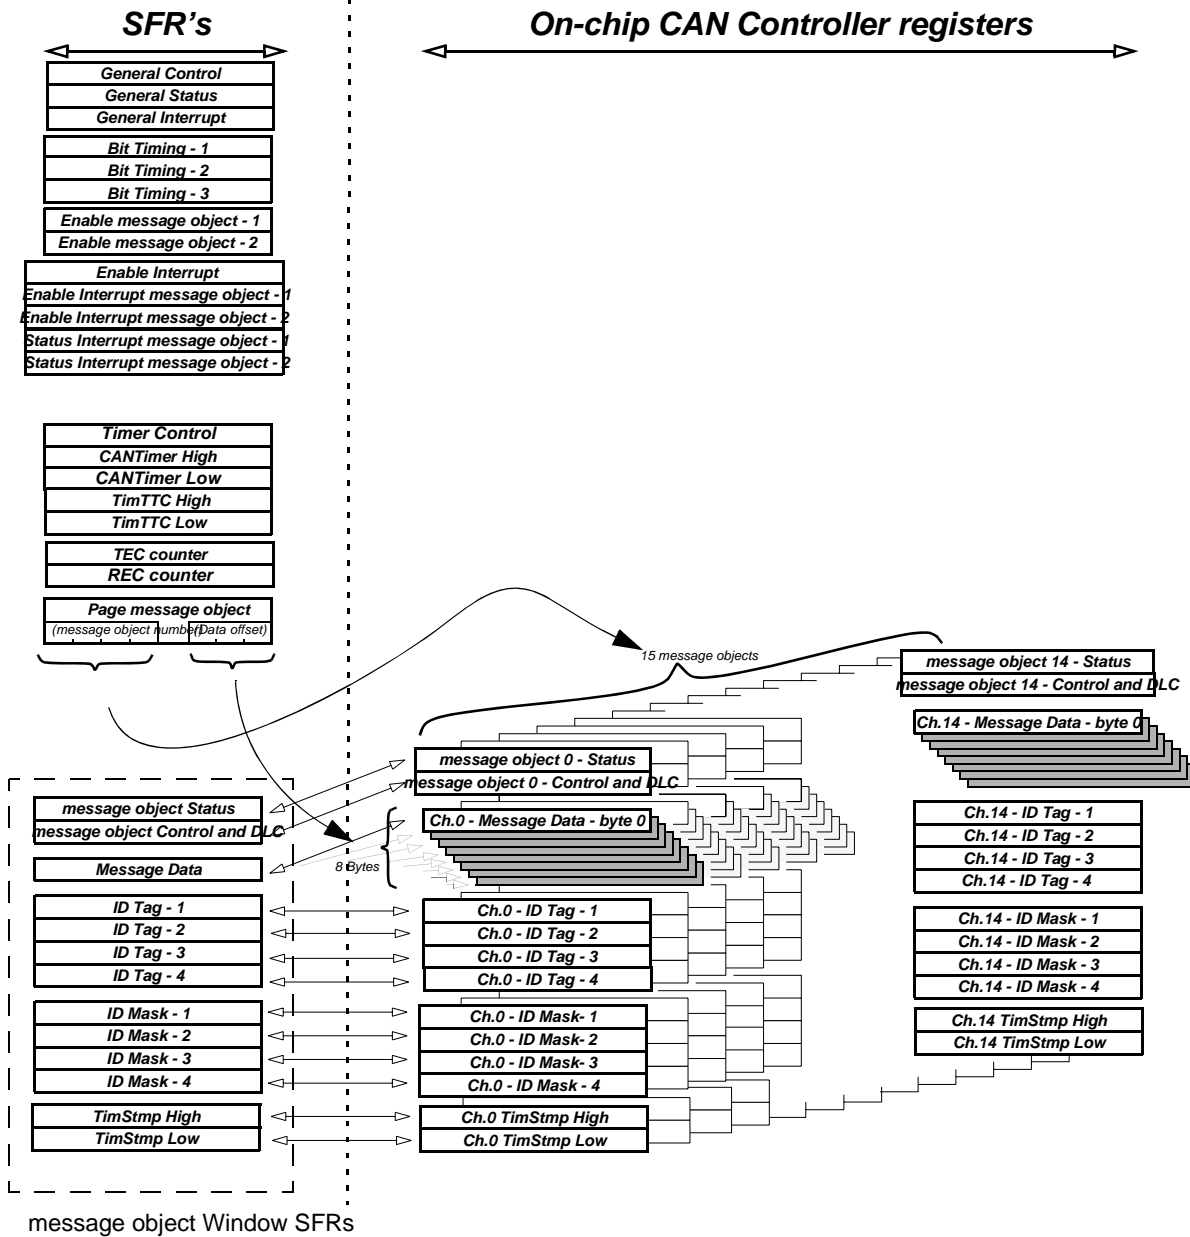 SFR's
On-chip CAN Controller registers
General Control
General Status
General Interrupt
Bit Timing - 1
Bit Timing - 2
Bit Timing - 3
Enable message object - 1
Enable message object - 2
Enable Interrupt
Enable Interrupt message object - 1
Enable Interrupt message object - 2
Status Interrupt message object - 1
Status Interrupt message object - 2
Timer Control
CANTimer High
CANTimer Low
TimTTC High
TimTTC Low
TEC counter
REC counter
Page message object
(message object number)
(Data offset)
message object Status
message object Control and DLC
Message Data
ID Tag - 1
ID Tag - 2
ID Tag - 3
ID Tag - 4
ID Mask - 1
ID Mask - 2
ID Mask - 3
ID Mask - 4
TimStmp High
TimStmp Low
message object Window SFRs
15 message objects
8 Bytes
message object 0 - Status
message object 0 - Control and DLC
Ch.0 - Message Data - byte 0
Ch.0 - ID Tag - 1
Ch.0 - ID Tag - 2
Ch.0 - ID Tag - 3
Ch.0 - ID Tag - 4
Ch.0 - ID Mask- 1
Ch.0 - ID Mask- 2
Ch.0 - ID Mask - 3
Ch.0 - ID Mask - 4
Ch.0 TimStmp High
Ch.0 TimStmp Low
message object 14 - Status
message object 14 - Control and DLC
Ch.14 - Message Data - byte 0
Ch.14 - ID Tag - 1
Ch.14 - ID Tag - 2
Ch.14 - ID Tag - 3
Ch.14 - ID Tag - 4
Ch.14 - ID Mask - 1
Ch.14 - ID Mask - 2
Ch.14 - ID Mask - 3
Ch.14 - ID Mask - 4
Ch.14 TimStmp High
Ch.14 TimStmp Low